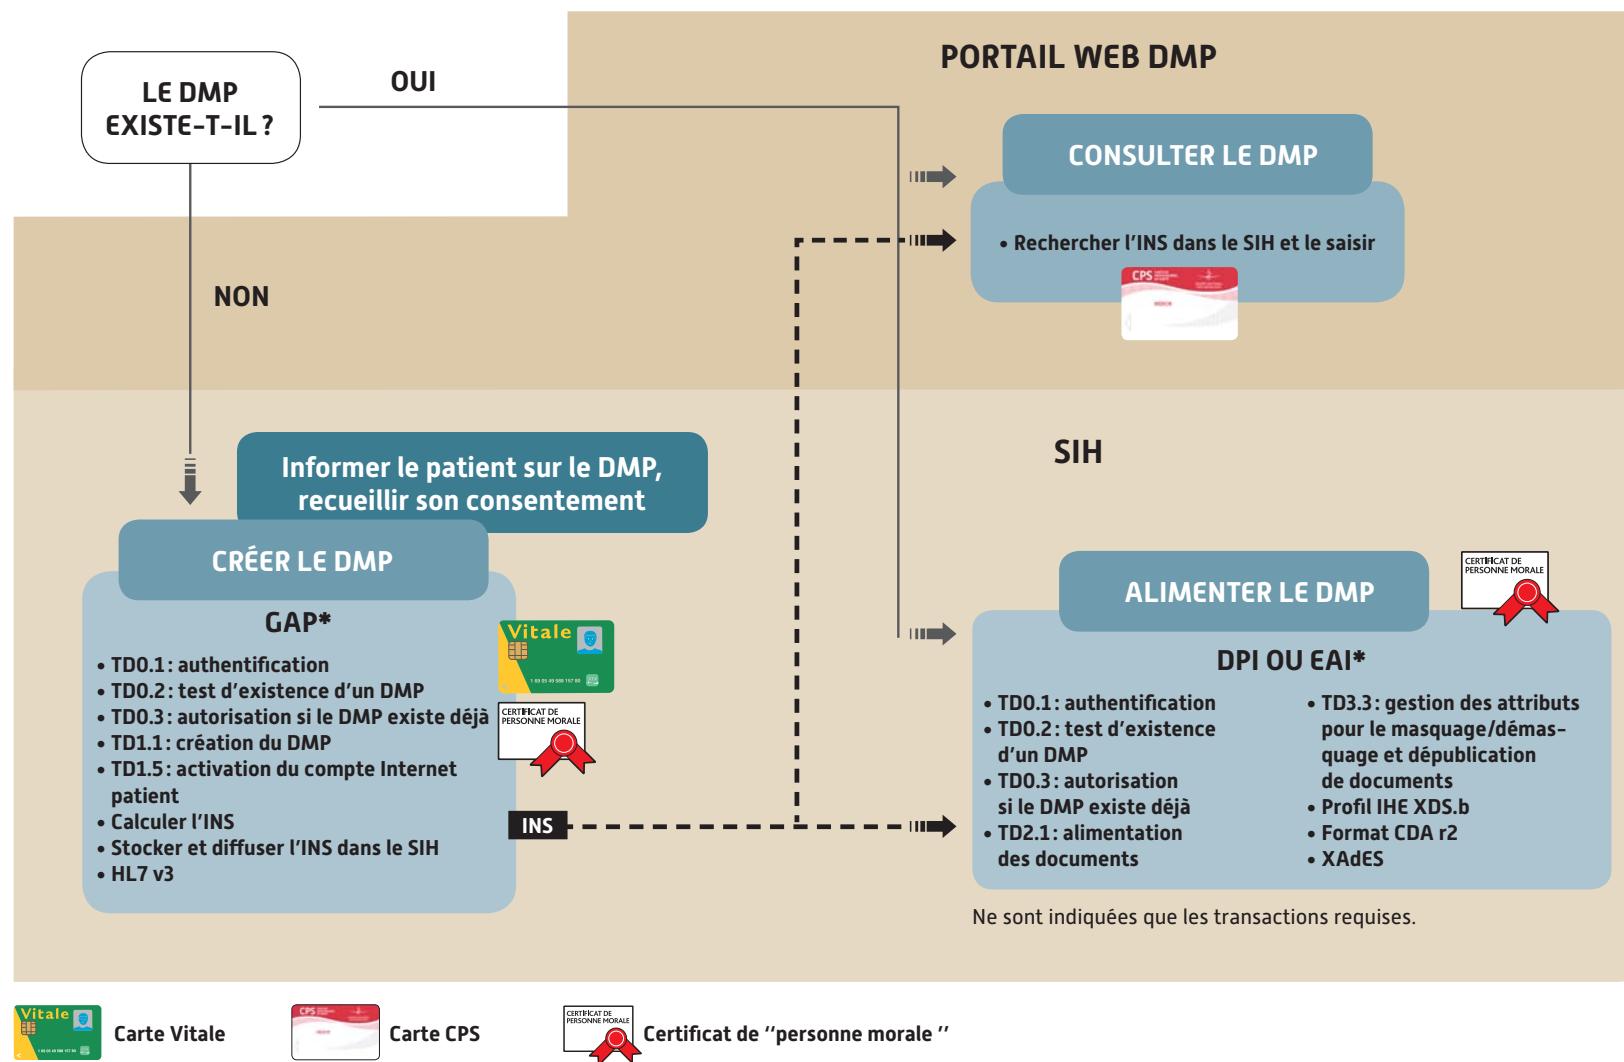 LE DMP
EXISTE-T-IL ?
OUI
NON
PORTAIL WEB DMP
CONSULTER LE DMP
• Rechercher l'INS dans le SIH et le saisir
CPS
SIH
Informer le patient sur le DMP,
recueillir son consentement
CRÉER LE DMP
GAP*
• TD0.1 : authentification
• TD0.2 : test d'existence d'un DMP
• TD0.3 : autorisation si le DMP existe déjà
• TD1.1 : création du DMP
• TD1.5 : activation du compte Internet
patient
• Calculer l'INS
• Stocker et diffuser l'INS dans le SIH
• HL7 v3
Vitale
CERTIFICAT DE
PERSONNE MORALE
INS
ALIMENTER LE DMP
CERTIFICAT DE
PERSONNE MORALE
DPI OU EAI*
• TD0.1 : authentification
• TD0.2 : test d'existence
d'un DMP
• TD0.3 : autorisation
si le DMP existe déjà
• TD2.1 : alimentation
des documents
• TD3.3 : gestion des attributs
pour le masquage/démas-
quage et dépublication
de documents
• Profil IHE XDS.b
• Format CDA r2
• XAdES
Ne sont indiquées que les transactions requises.
Vitale
Carte Vitale
CPS
Carte CPS
CERTIFICAT DE
PERSONNE MORALE
Certificat de ''personne morale ''